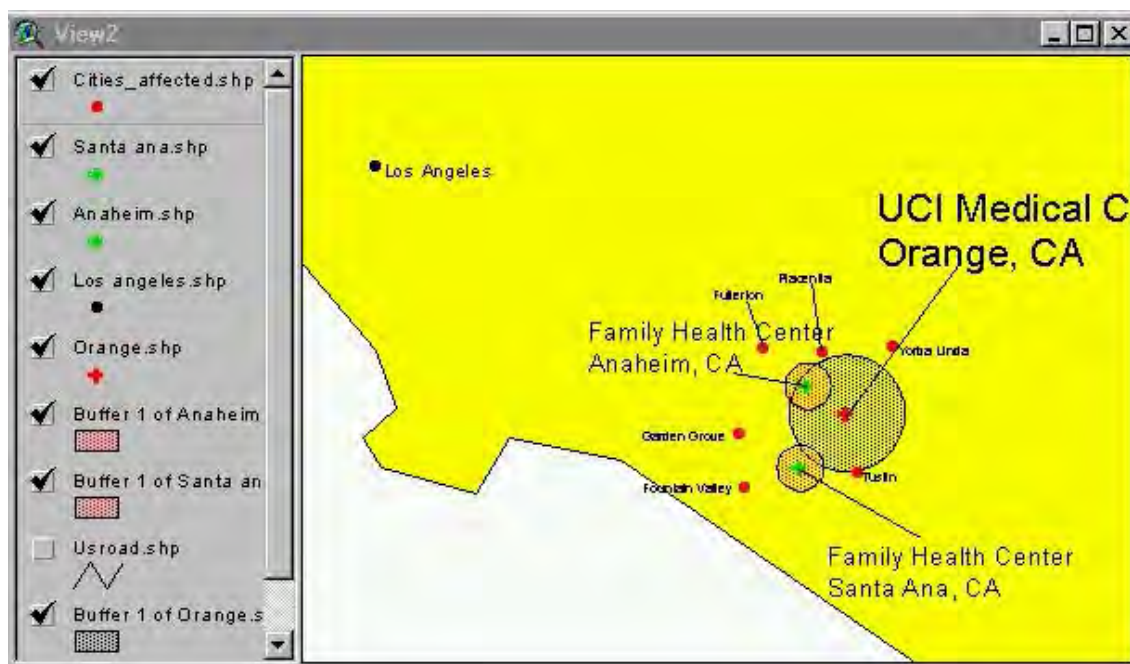 View2
Cities_affected.shp
Santa ana.shp
Anaheim.shp
Los angeles.shp
Orange.shp
Buffer 1 of Anaheim
Buffer 1 of Santa an
Usroad.shp
Buffer 1 of Orange.s
Los Angeles
UCI Medical C
Orange, CA
Placentia
Fullerton
Family Health Center
Anaheim, CA
Yorba Linda
Garden Grove
Tustin
Fountain Valley
Family Health Center
Santa Ana, CA